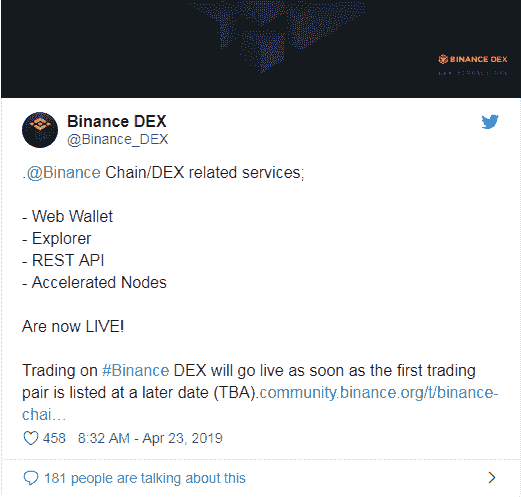 BINANCE DEX
Binance DEX
@Binance_DEX
.@Binance Chain/DEX related services;
- Web Wallet
- Explorer
- REST API
- Accelerated Nodes
Are now LIVE!
Trading on #Binance DEX will go live as soon as the first trading
pair is listed at a later date (TBA).community.binance.org/t/binance-
chai…
458 8:32 AM - Apr 23, 2019
181 people are talking about this